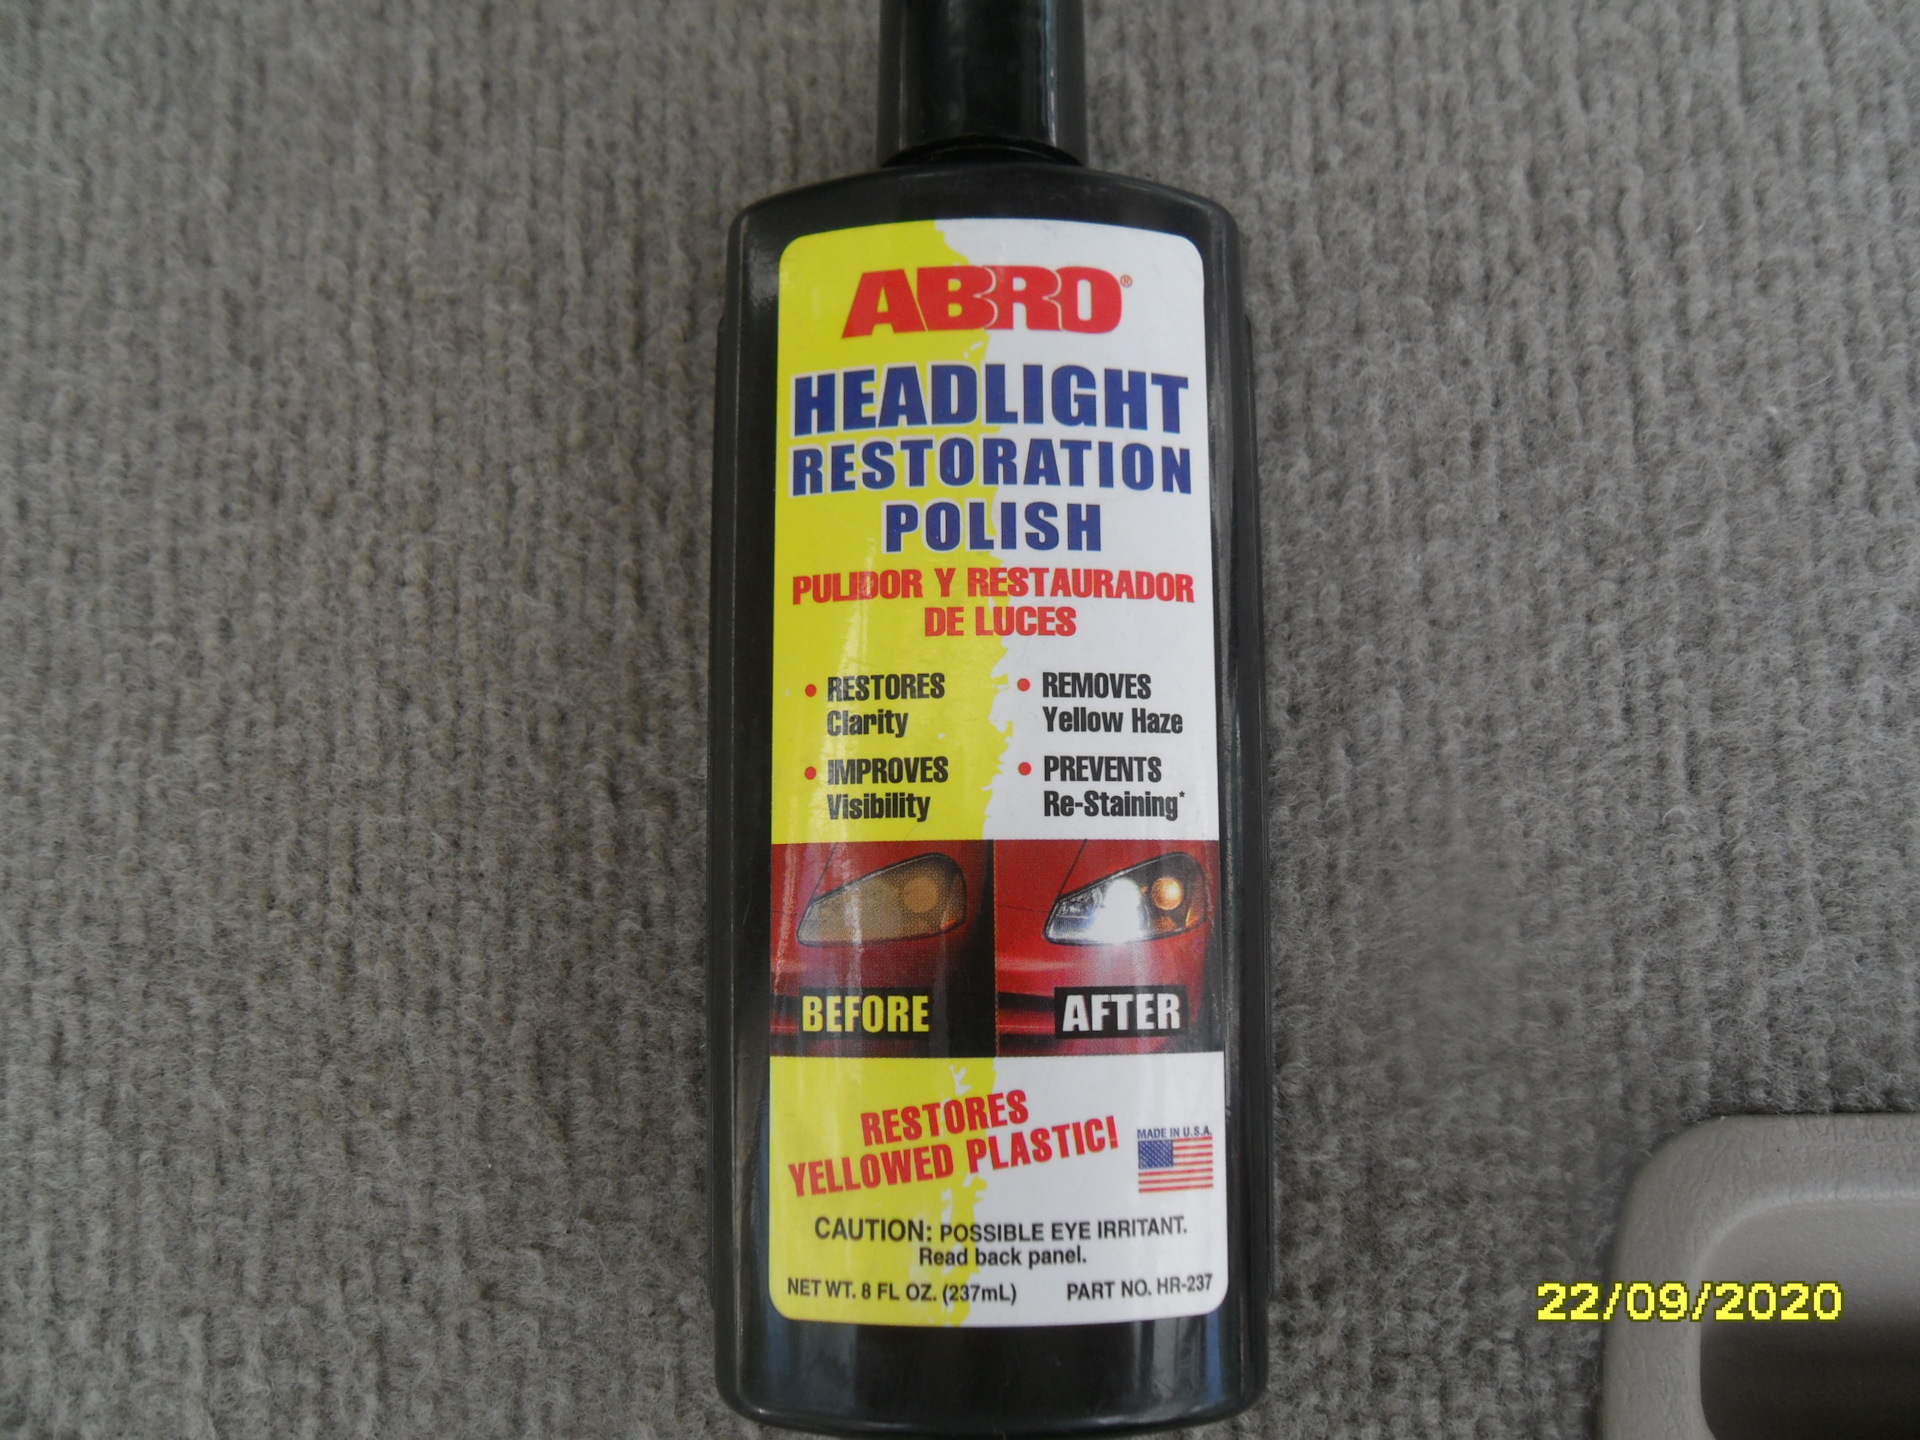 ABRO®
HEADLIGHT
RESTORATION
POLISH
PULIDOR Y RESTAURADOR
DE LUCES
• RESTORES
Clarity
• REMOVES
Yellow Haze
• IMPROVES
Visibility
• PREVENTS
Re-Staining*
BEFORE
AFTER
RESTORES
YELLOWED PLASTIC!
MADE IN U.S.A.
CAUTION: POSSIBLE EYE IRRITANT.
Read back panel.
NET WT. 8 FL OZ. (237mL) PART NO. HR-237
22/09/2020